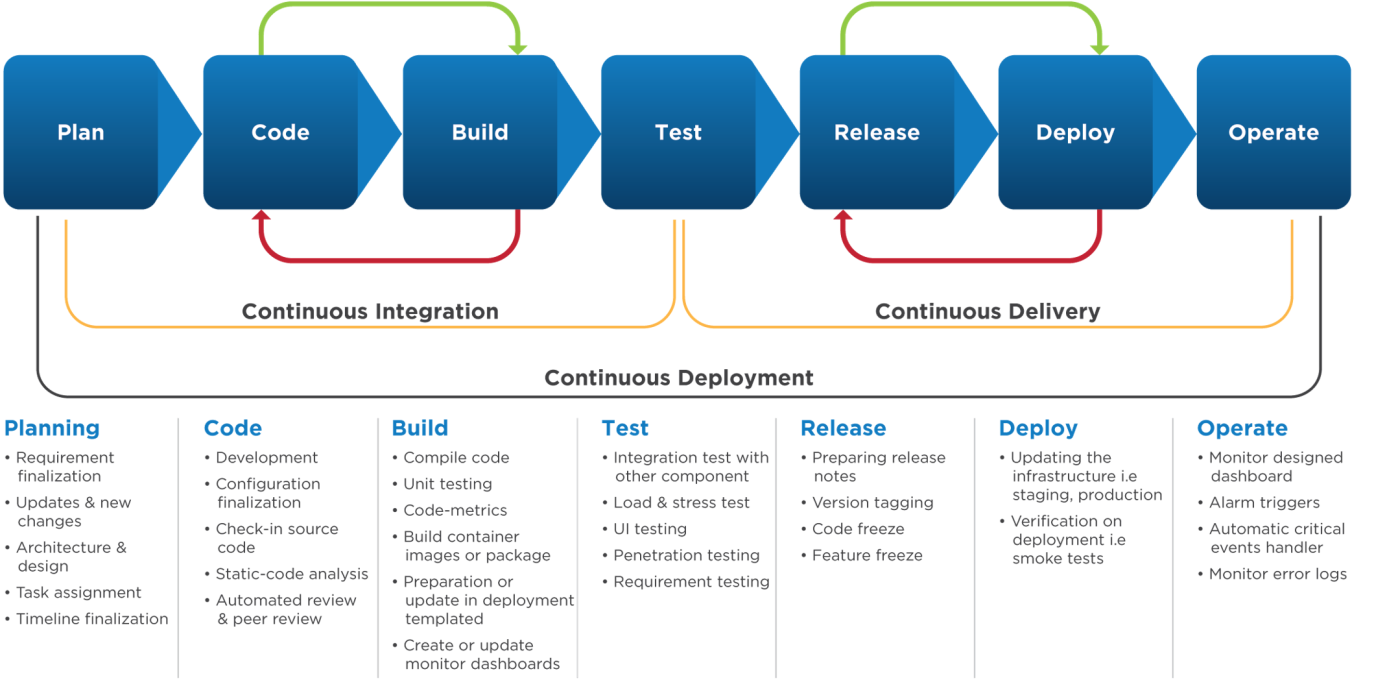 Plan
Code
Build
Test
Release
Deploy
Operate
Continuous Integration
Continuous Delivery
Continuous Deployment
Planning
• Requirement
finalization
• Updates & new
changes
• Architecture &
design
• Task assignment
• Timeline finalization
Code
• Development
• Configuration
finalization
• Check-in source
code
• Static-code analysis
• Automated review
& peer review
Build
• Compile code
• Unit testing
• Code-metrics
• Build container
images or package
• Preparation or
update in deployment
templated
• Create or update
monitor dashboards
Test
• Integration test with
other component
• Load & stress test
• UI testing
• Penetration testing
• Requirement testing
Release
• Preparing release
notes
• Version tagging
• Code freeze
• Feature freeze
Deploy
• Updating the
infrastructure i.e
staging, production
• Verification on
deployment i.e
smoke tests
Operate
• Monitor designed
dashboard
• Alarm triggers
• Automatic critical
events handler
• Monitor error logs